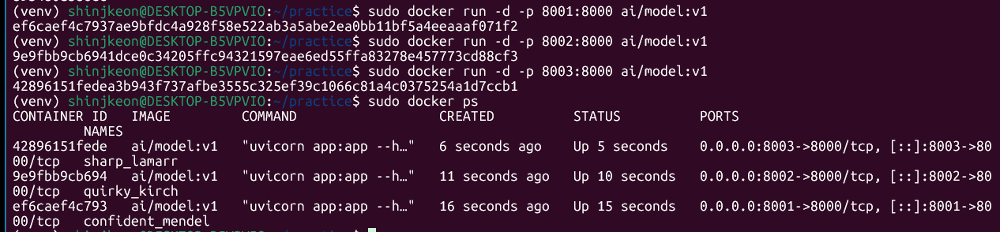 (venv) shinjkeon@DESKTOP-B5VPVIO:~/practice$ sudo docker run -d -p 8001:8000 ai/model:v1
ef6caef4c7937ae9bfdc4a928f58e522ab3a5abe2ea0bb11bf5a4eeaaaf071f2
(venv) shinjkeon@DESKTOP-B5VPVIO:~/practice$ sudo docker run -d -p 8002:8000 ai/model:v1
9e9fbb9cb6941dce0c34205ffc94321597eae6ed55ffa83278e457773cd88cf3
(venv) shinjkeon@DESKTOP-B5VPVIO:~/practice$ sudo docker run -d -p 8003:8000 ai/model:v1
42896151fedea3b943f737afbe3555c325ef39c1066c81a4c0375254a1d7ccb1
(venv) shinjkeon@DESKTOP-B5VPVIO:~/practice$ sudo docker ps
CONTAINER ID   IMAGE         COMMAND                  CREATED          STATUS          PORTS
         NAMES
42896151fede   ai/model:v1   "uvicorn app:app --h…"   6 seconds ago    Up 5 seconds    0.0.0.0:8003->8000/tcp, [::]:8003->80
00/tcp   sharp_lamarr
9e9fbb9cb694   ai/model:v1   "uvicorn app:app --h…"   11 seconds ago   Up 10 seconds   0.0.0.0:8002->8000/tcp, [::]:8002->80
00/tcp   quirky_kirch
ef6caef4c793   ai/model:v1   "uvicorn app:app --h…"   16 seconds ago   Up 15 seconds   0.0.0.0:8001->8000/tcp, [::]:8001->80
00/tcp   confident_mendel